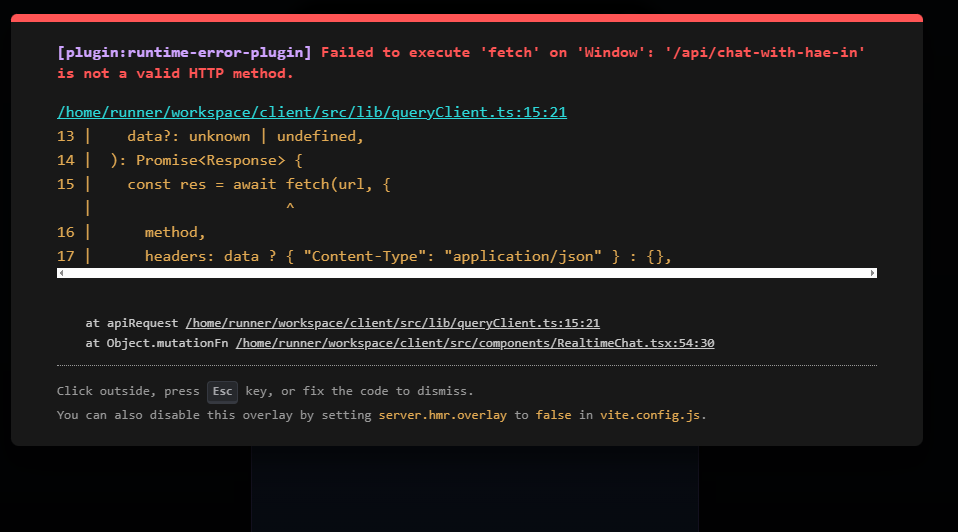 [plugin:runtime-error-plugin] Failed to execute 'fetch' on 'Window': '/api/chat-with-hae-in'
is not a valid HTTP method.
/home/runner/workspace/client/src/lib/queryClient.ts:15:21
13 |    data?: unknown | undefined,
14 |  ): Promise<Response> {
15 |    const res = await fetch(url, {
   |                      ^
16 |      method,
17 |      headers: data ? { "Content-Type": "application/json" } : {},
at apiRequest /home/runner/workspace/client/src/lib/queryClient.ts:15:21
at Object.mutationFn /home/runner/workspace/client/src/components/RealtimeChat.tsx:54:30
Click outside, press Esc key, or fix the code to dismiss.
You can also disable this overlay by setting server.hmr.overlay to false in vite.config.js.